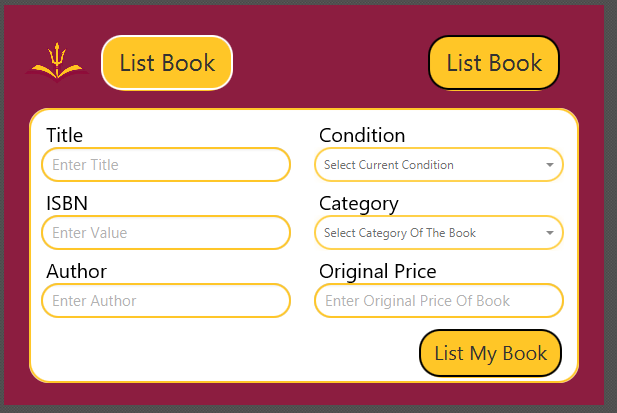 List Book
List Book
Title
Enter Title
Condition
Select Current Condition
ISBN
Enter Value
Category
Select Category Of The Book
Author
Enter Author
Original Price
Enter Original Price Of Book
List My Book